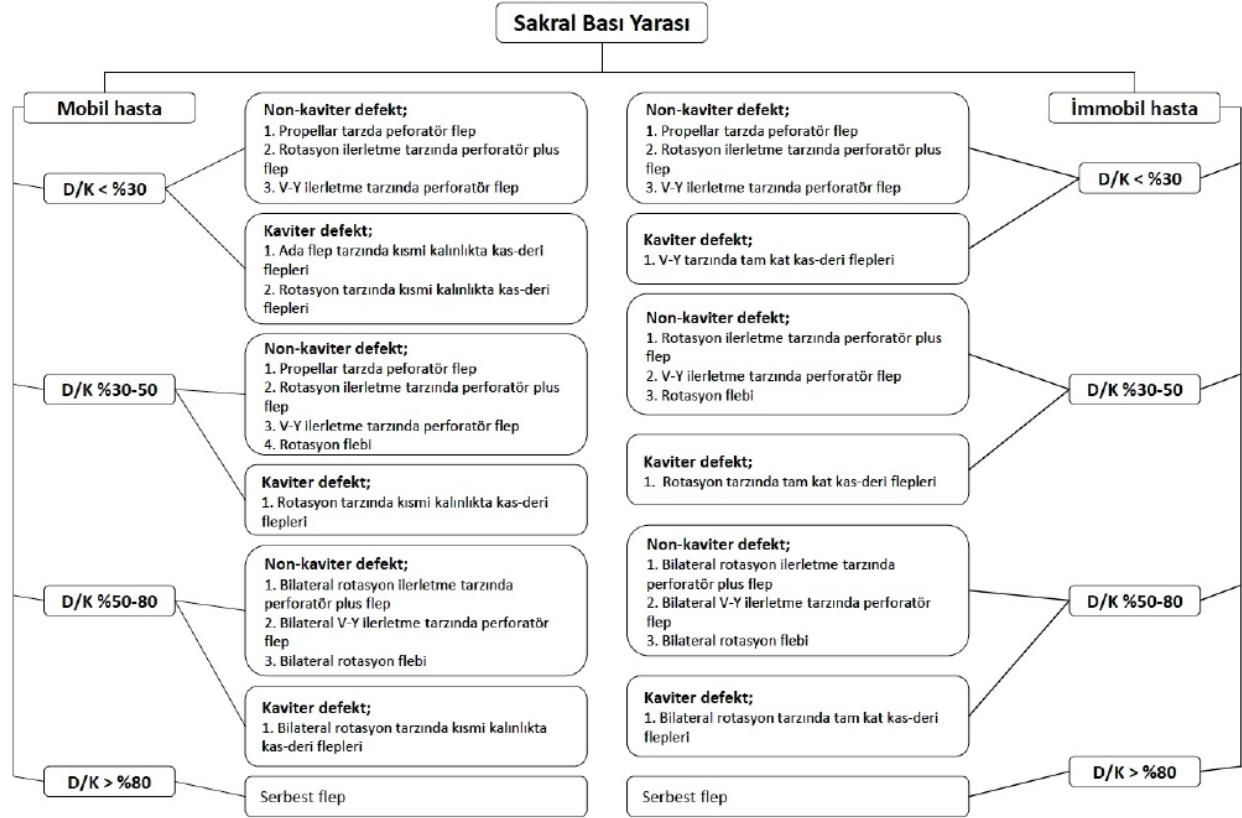 Sakral Bası Yarası
Mobil hasta
D/K < %30
Non-kaviter defekt;
1. Propellar tarzda peforatör flep
2. Rotasyon ilerletme tarzında perforatör plus
flep
3. V-Y ilerletme tarzında perforatör flep
Kaviter defekt;
1. Ada flep tarzında kısmi kalınlıkta kas-deri
flepleri
2. Rotasyon tarzında kısmi kalınlıkta kas-deri
flepleri
D/K %30-50
Non-kaviter defekt;
1. Propellar tarzda peforatör flep
2. Rotasyon ilerletme tarzında perforatör plus
flep
3. V-Y ilerletme tarzında perforatör flep
4. Rotasyon flebi
Kaviter defekt;
1. Rotasyon tarzında kısmi kalınlıkta kas-deri
flepleri
D/K %50-80
Non-kaviter defekt;
1. Bilateral rotasyon ilerletme tarzında
perforatör plus flep
2. Bilateral V-Y ilerletme tarzında perforatör
flep
3. Bilateral rotasyon flebi
Kaviter defekt;
1. Bilateral rotasyon tarzında kısmi kalınlıkta
kas-deri flepleri
D/K > %80
Serbest flep
İmmobil hasta
D/K < %30
Non-kaviter defekt;
1. Propellar tarzda peforatör flep
2. Rotasyon ilerletme tarzında perforatör plus
flep
3. V-Y ilerletme tarzında perforatör flep
Kaviter defekt;
1. V-Y tarzında tam kat kas-deri flepleri
D/K %30-50
Non-kaviter defekt;
1. Rotasyon ilerletme tarzında perforatör plus
flep
2. V-Y ilerletme tarzında perforatör flep
3. Rotasyon flebi
Kaviter defekt;
1. Rotasyon tarzında tam kat kas-deri flepleri
D/K %50-80
Non-kaviter defekt;
1. Bilateral rotasyon ilerletme tarzında
perforatör plus flep
2. Bilateral V-Y ilerletme tarzında perforatör
flep
3. Bilateral rotasyon flebi
Kaviter defekt;
1. Bilateral rotasyon tarzında tam kat kas-deri
flepleri
D/K > %80
Serbest flep